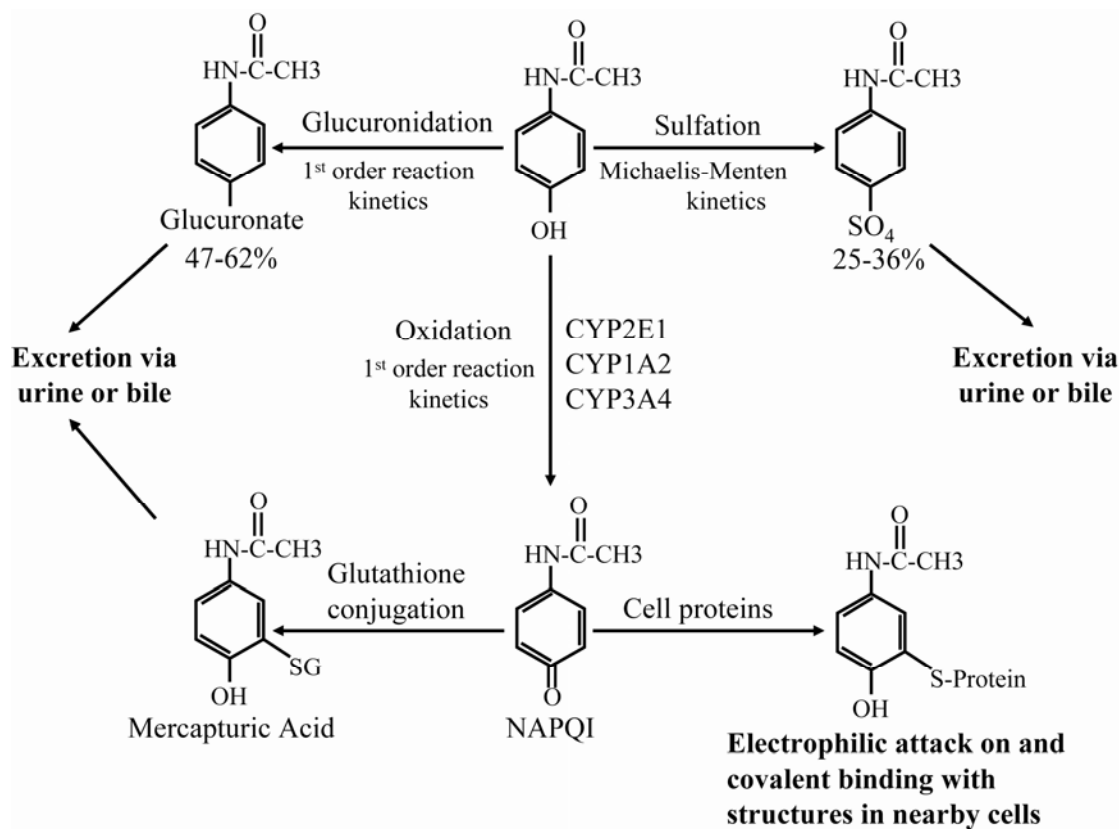 O
HN-C-CH3
Glucuronate
47-62%
Glucuronidation
1st order reaction
kinetics
O
HN-C-CH3
OH
Sulfation
Michaelis-Menten
kinetics
O
HN-C-CH3
SO4
25-36%
Excretion via
urine or bile
Oxidation
1st order reaction
kinetics
CYP2E1
CYP1A2
CYP3A4
Excretion via
urine or bile
O
HN-C-CH3
SG
OH
Mercapturic Acid
Glutathione
conjugation
O
HN-C-CH3
O
NAPQI
Cell proteins
O
HN-C-CH3
S-Protein
OH
Electrophilic attack on and
covalent binding with
structures in nearby cells